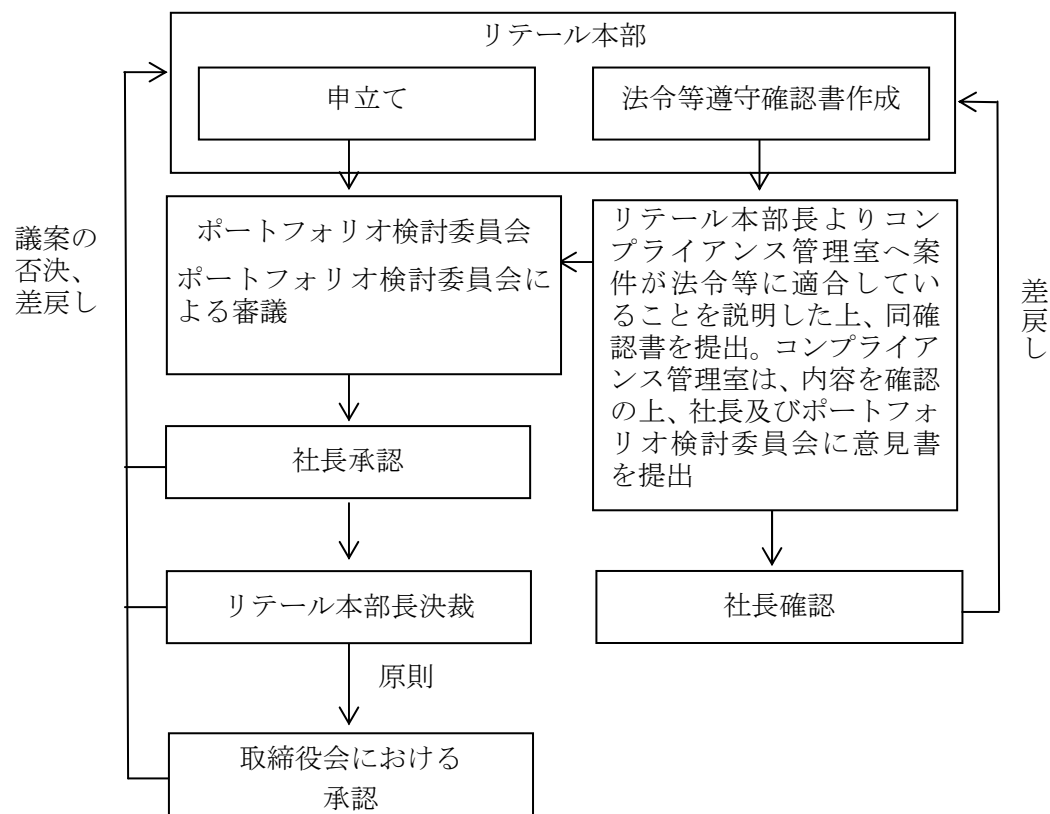 リテール本部
申立て
法令等遵守確認書作成
ポートフォリオ検討委員会
ポートフォリオ検討委員会に
よる審議
リテール本部長よりコン
プライアンス管理室へ案
件が法令等に適合してい
ることを説明した上、同確
認書を提出。コンプライア
ンス管理室は、内容を確認
の上、社長及びポートフォ
リオ検討委員会に意見書
を提出
議案の
否決、
差戻し
差戻し
社長承認
リテール本部長決裁
社長確認
原則
取締役会における
承認